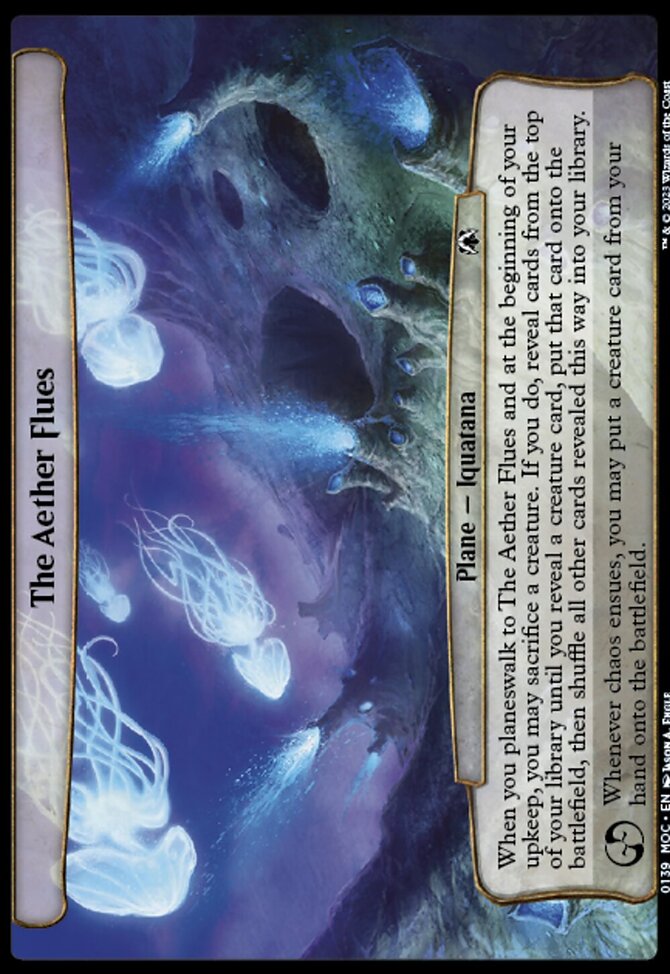 The Aether Flues
Plane — Iquatana
When you planeswalk to The Aether Flues and at the beginning of your
upkeep, you may sacrifice a creature. If you do, reveal cards from the top
of your library until you reveal a creature card, put that card onto the
battlefield, then shuffle all other cards revealed this way into your library.
Whenever chaos ensues, you may put a creature card from your
hand onto the battlefield.
0139 MOC • EN JASON A. ENGLE
™ & © 2023 Wizards of the Coast